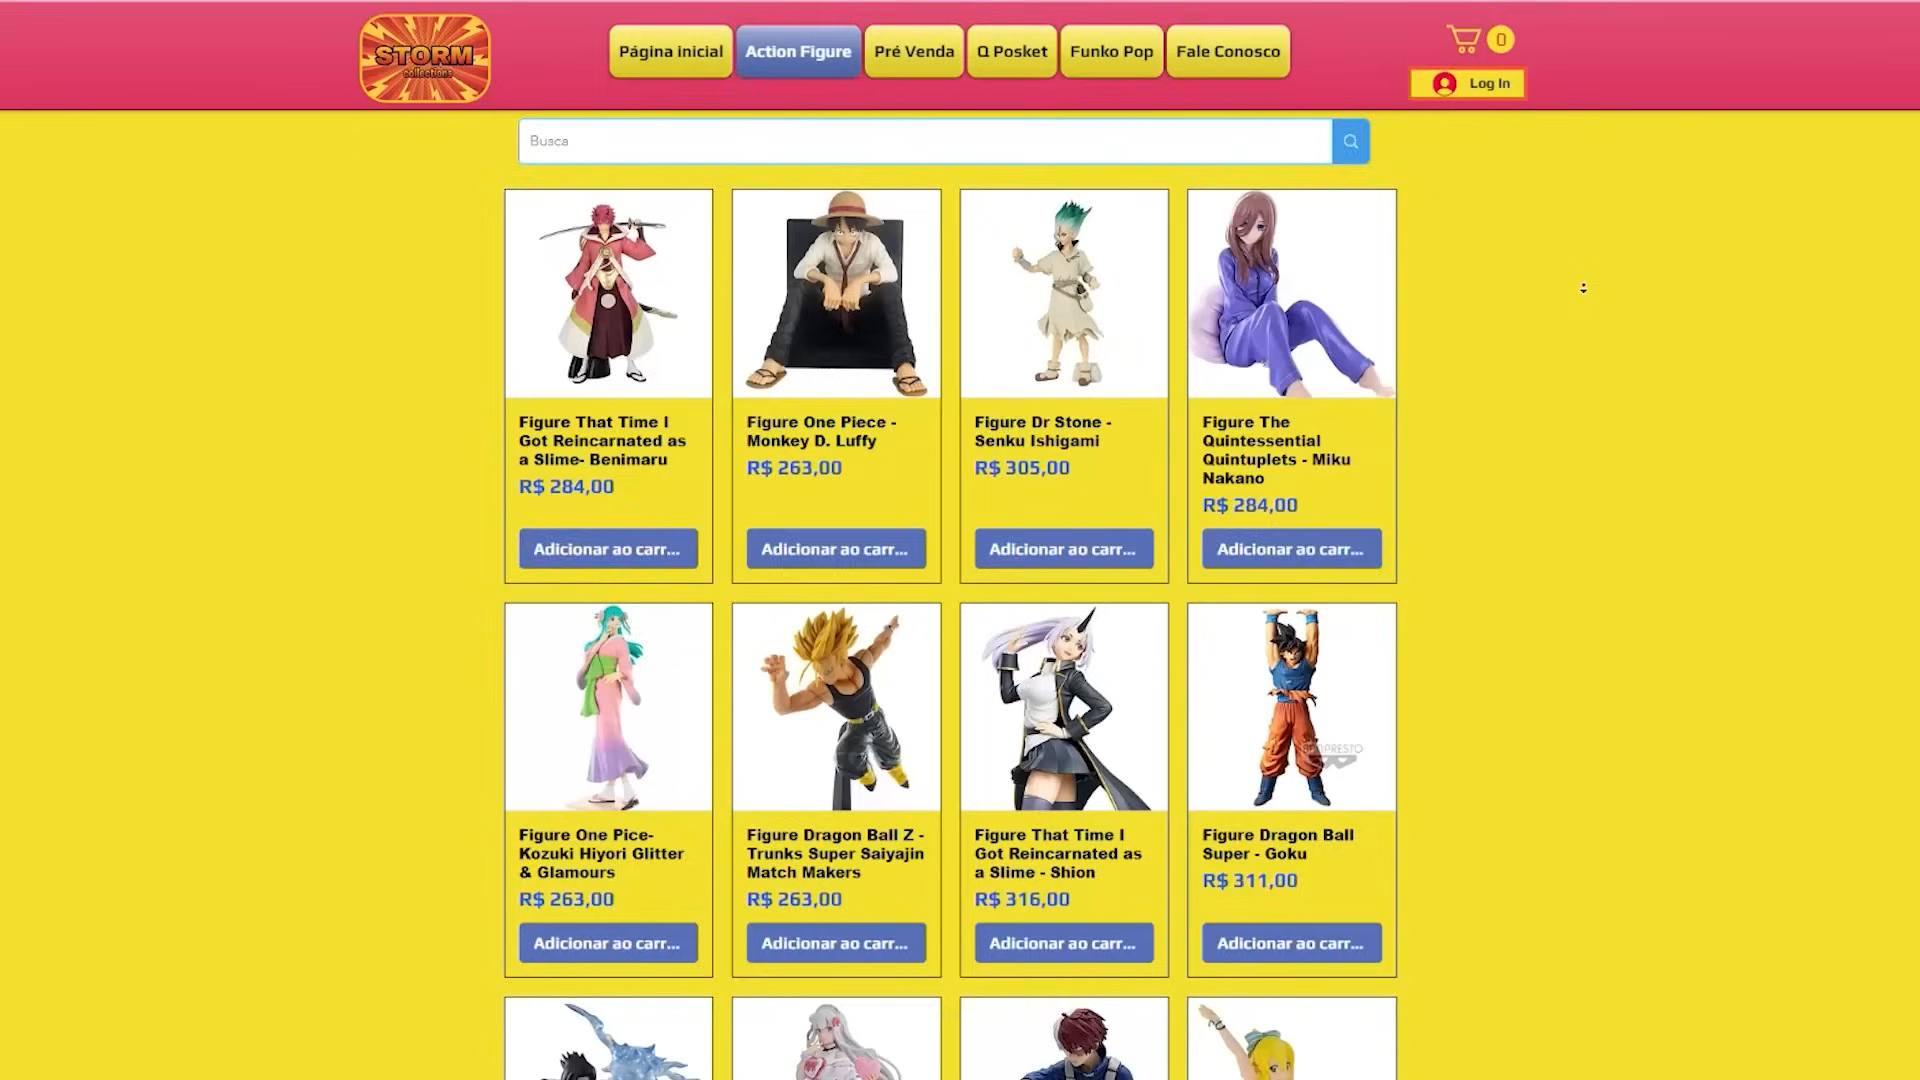 STORM
collections
Página inicial
Action Figure
Pré Venda
Q Posket
Funko Pop
Fale Conosco
0
Log In
Busca
Figure That Time I
Got Reincarnated as
a Slime- Benimaru
R$ 284,00
Adicionar ao carr...
Figure One Piece -
Monkey D. Luffy
R$ 263,00
Adicionar ao carr...
Figure Dr Stone -
Senku Ishigami
R$ 305,00
Adicionar ao carr...
Figure The
Quintessential
Quintuplets - Miku
Nakano
R$ 284,00
Adicionar ao carr...
Figure One Pice-
Kozuki Hiyori Glitter
& Glamours
R$ 263,00
Adicionar ao carr...
Figure Dragon Ball Z -
Trunks Super Saiyajin
Match Makers
R$ 263,00
Adicionar ao carr...
Figure That Time I
Got Reincarnated as
a Slime - Shion
R$ 316,00
Adicionar ao carr...
BANPRESTO
Figure Dragon Ball
Super - Goku
R$ 311,00
Adicionar ao carr...